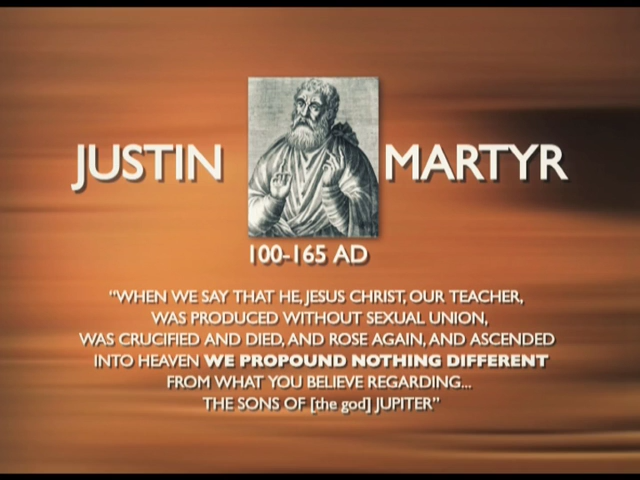 JUSTIN MARTYR
100-165 AD
“WHEN WE SAY THAT HE, JESUS CHRIST, OUR TEACHER,
WAS PRODUCED WITHOUT SEXUAL UNION,
WAS CRUCIFIED AND DIED, AND ROSE AGAIN, AND ASCENDED
INTO HEAVEN WE PROPOUND NOTHING DIFFERENT
FROM WHAT YOU BELIEVE REGARDING...
THE SONS OF [the god] JUPITER”